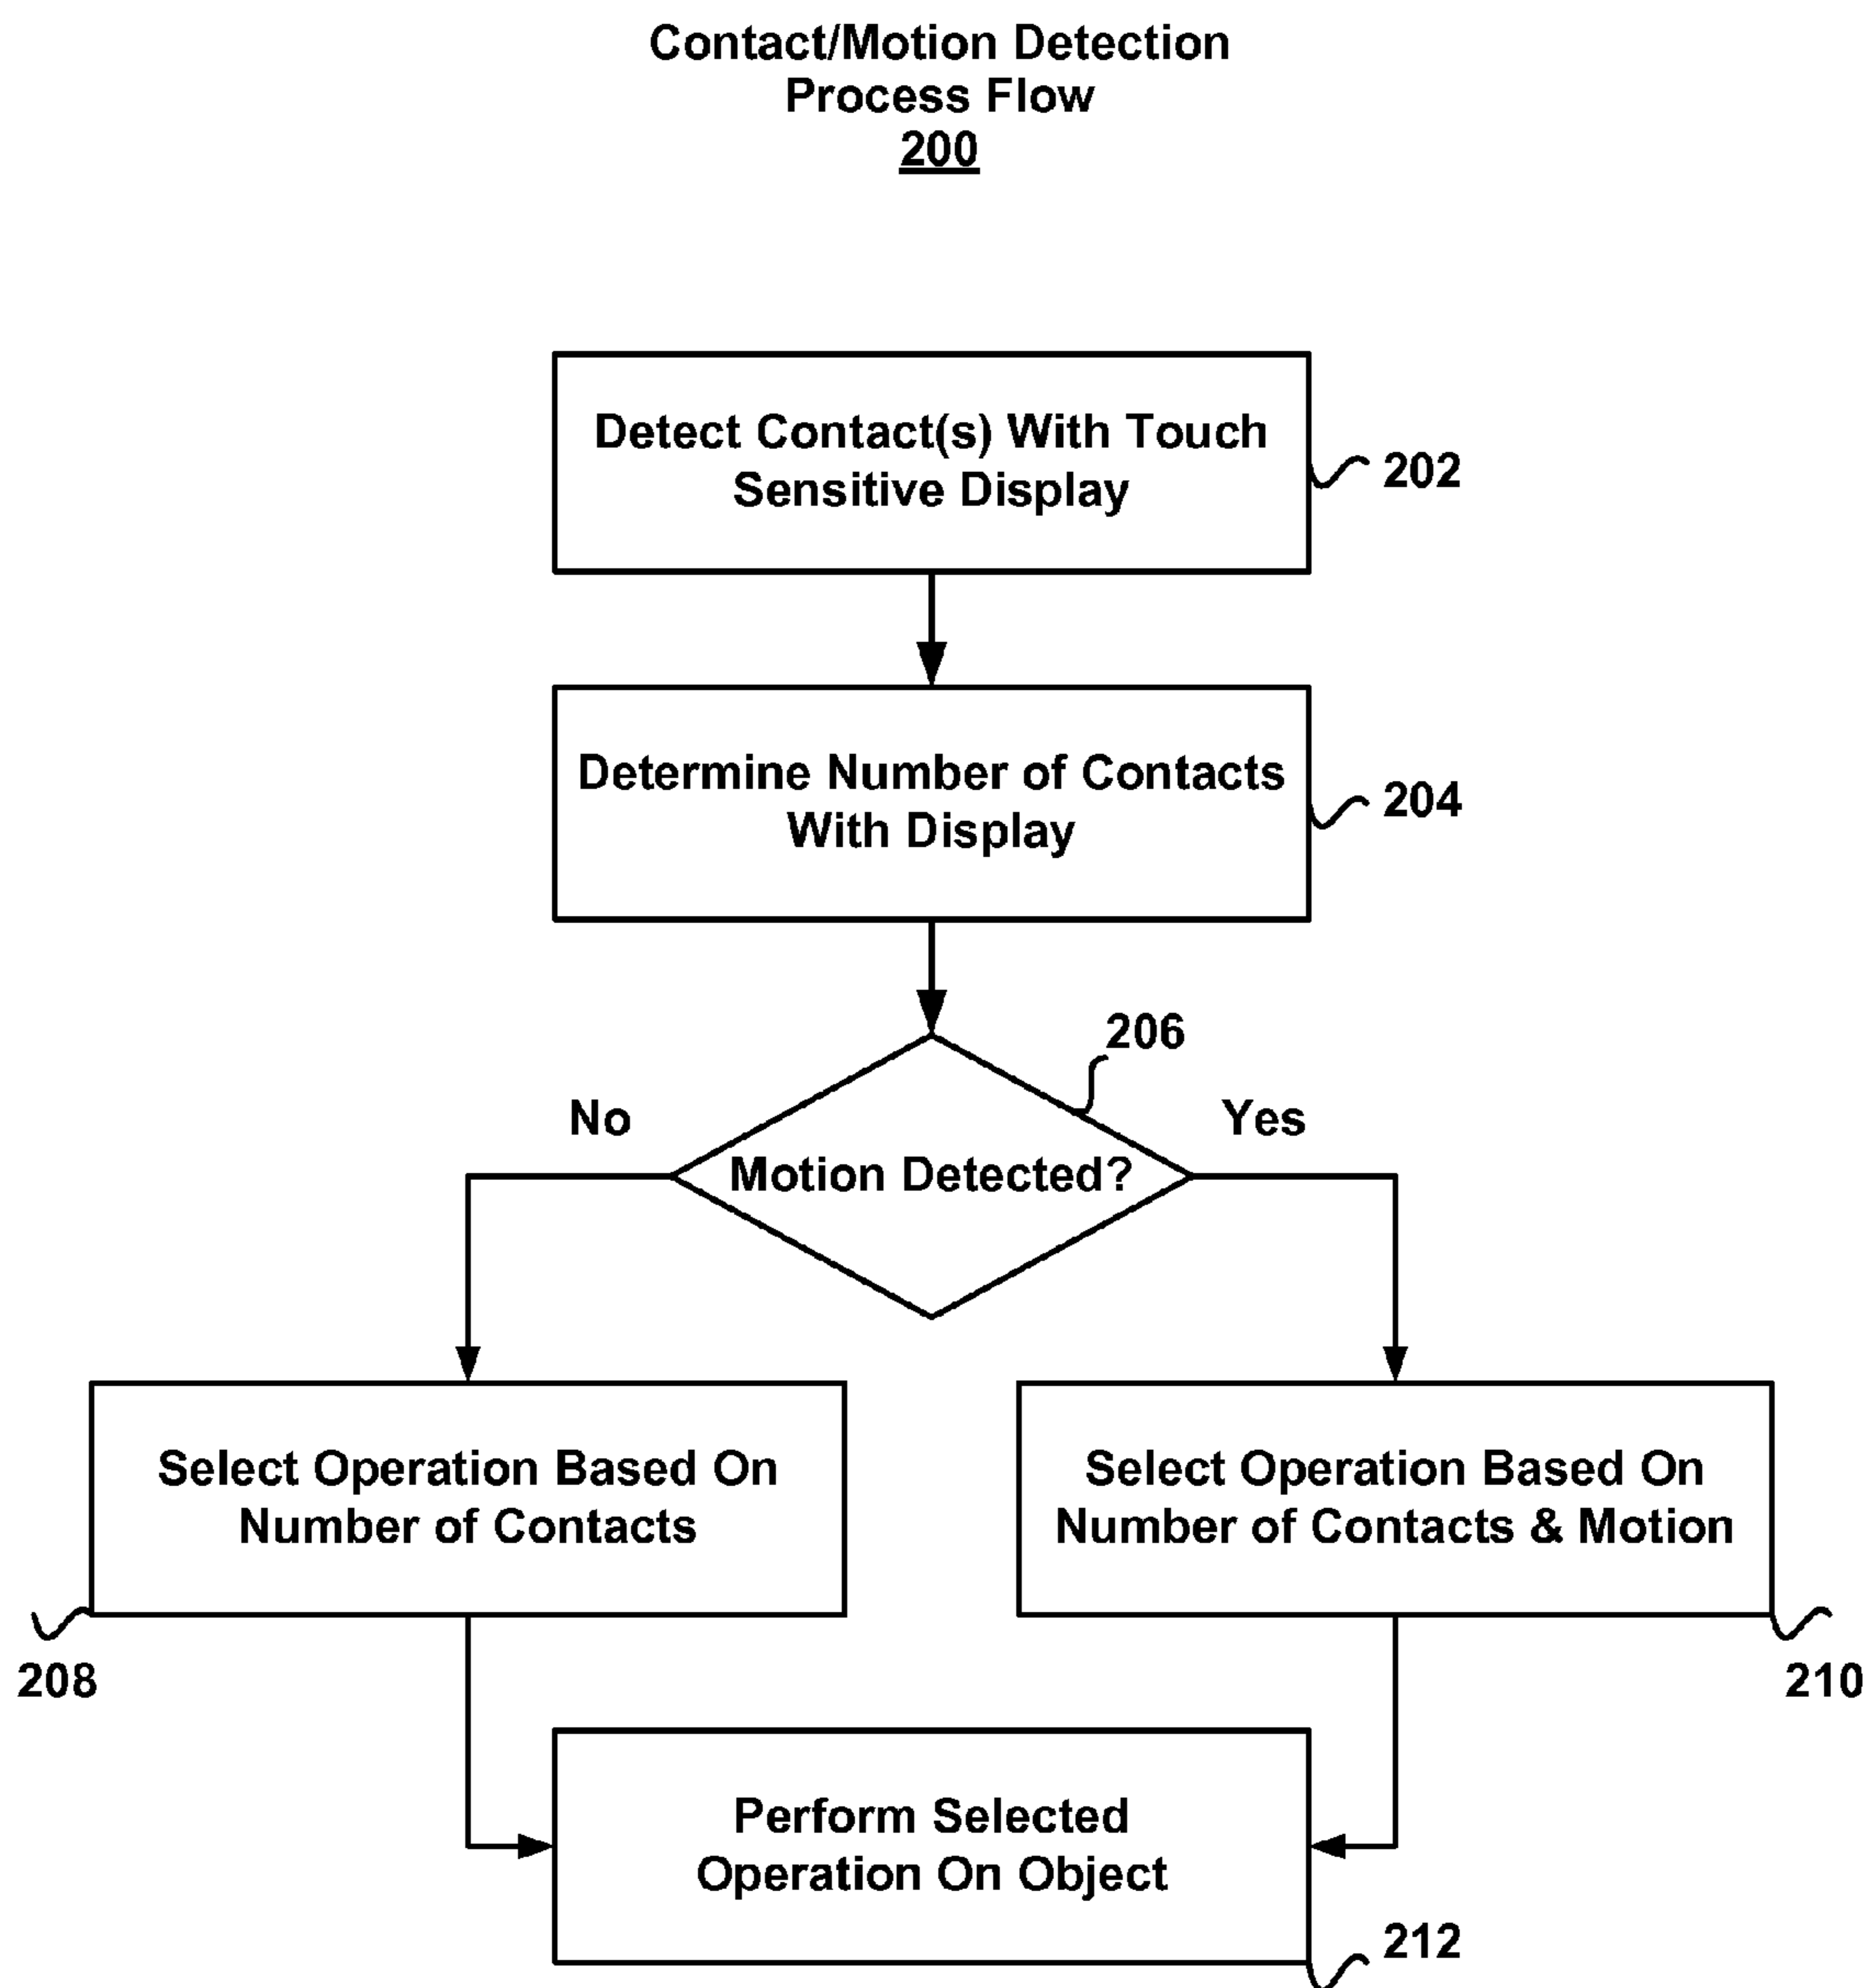 Contact/Motion Detection
Process Flow
200
Detect Contact(s) With Touch
Sensitive Display
202
Determine Number of Contacts
With Display
204
206
No
Yes
Motion Detected?
Select Operation Based On
Number of Contacts
208
Select Operation Based On
Number of Contacts & Motion
210
Perform Selected
Operation On Object
212